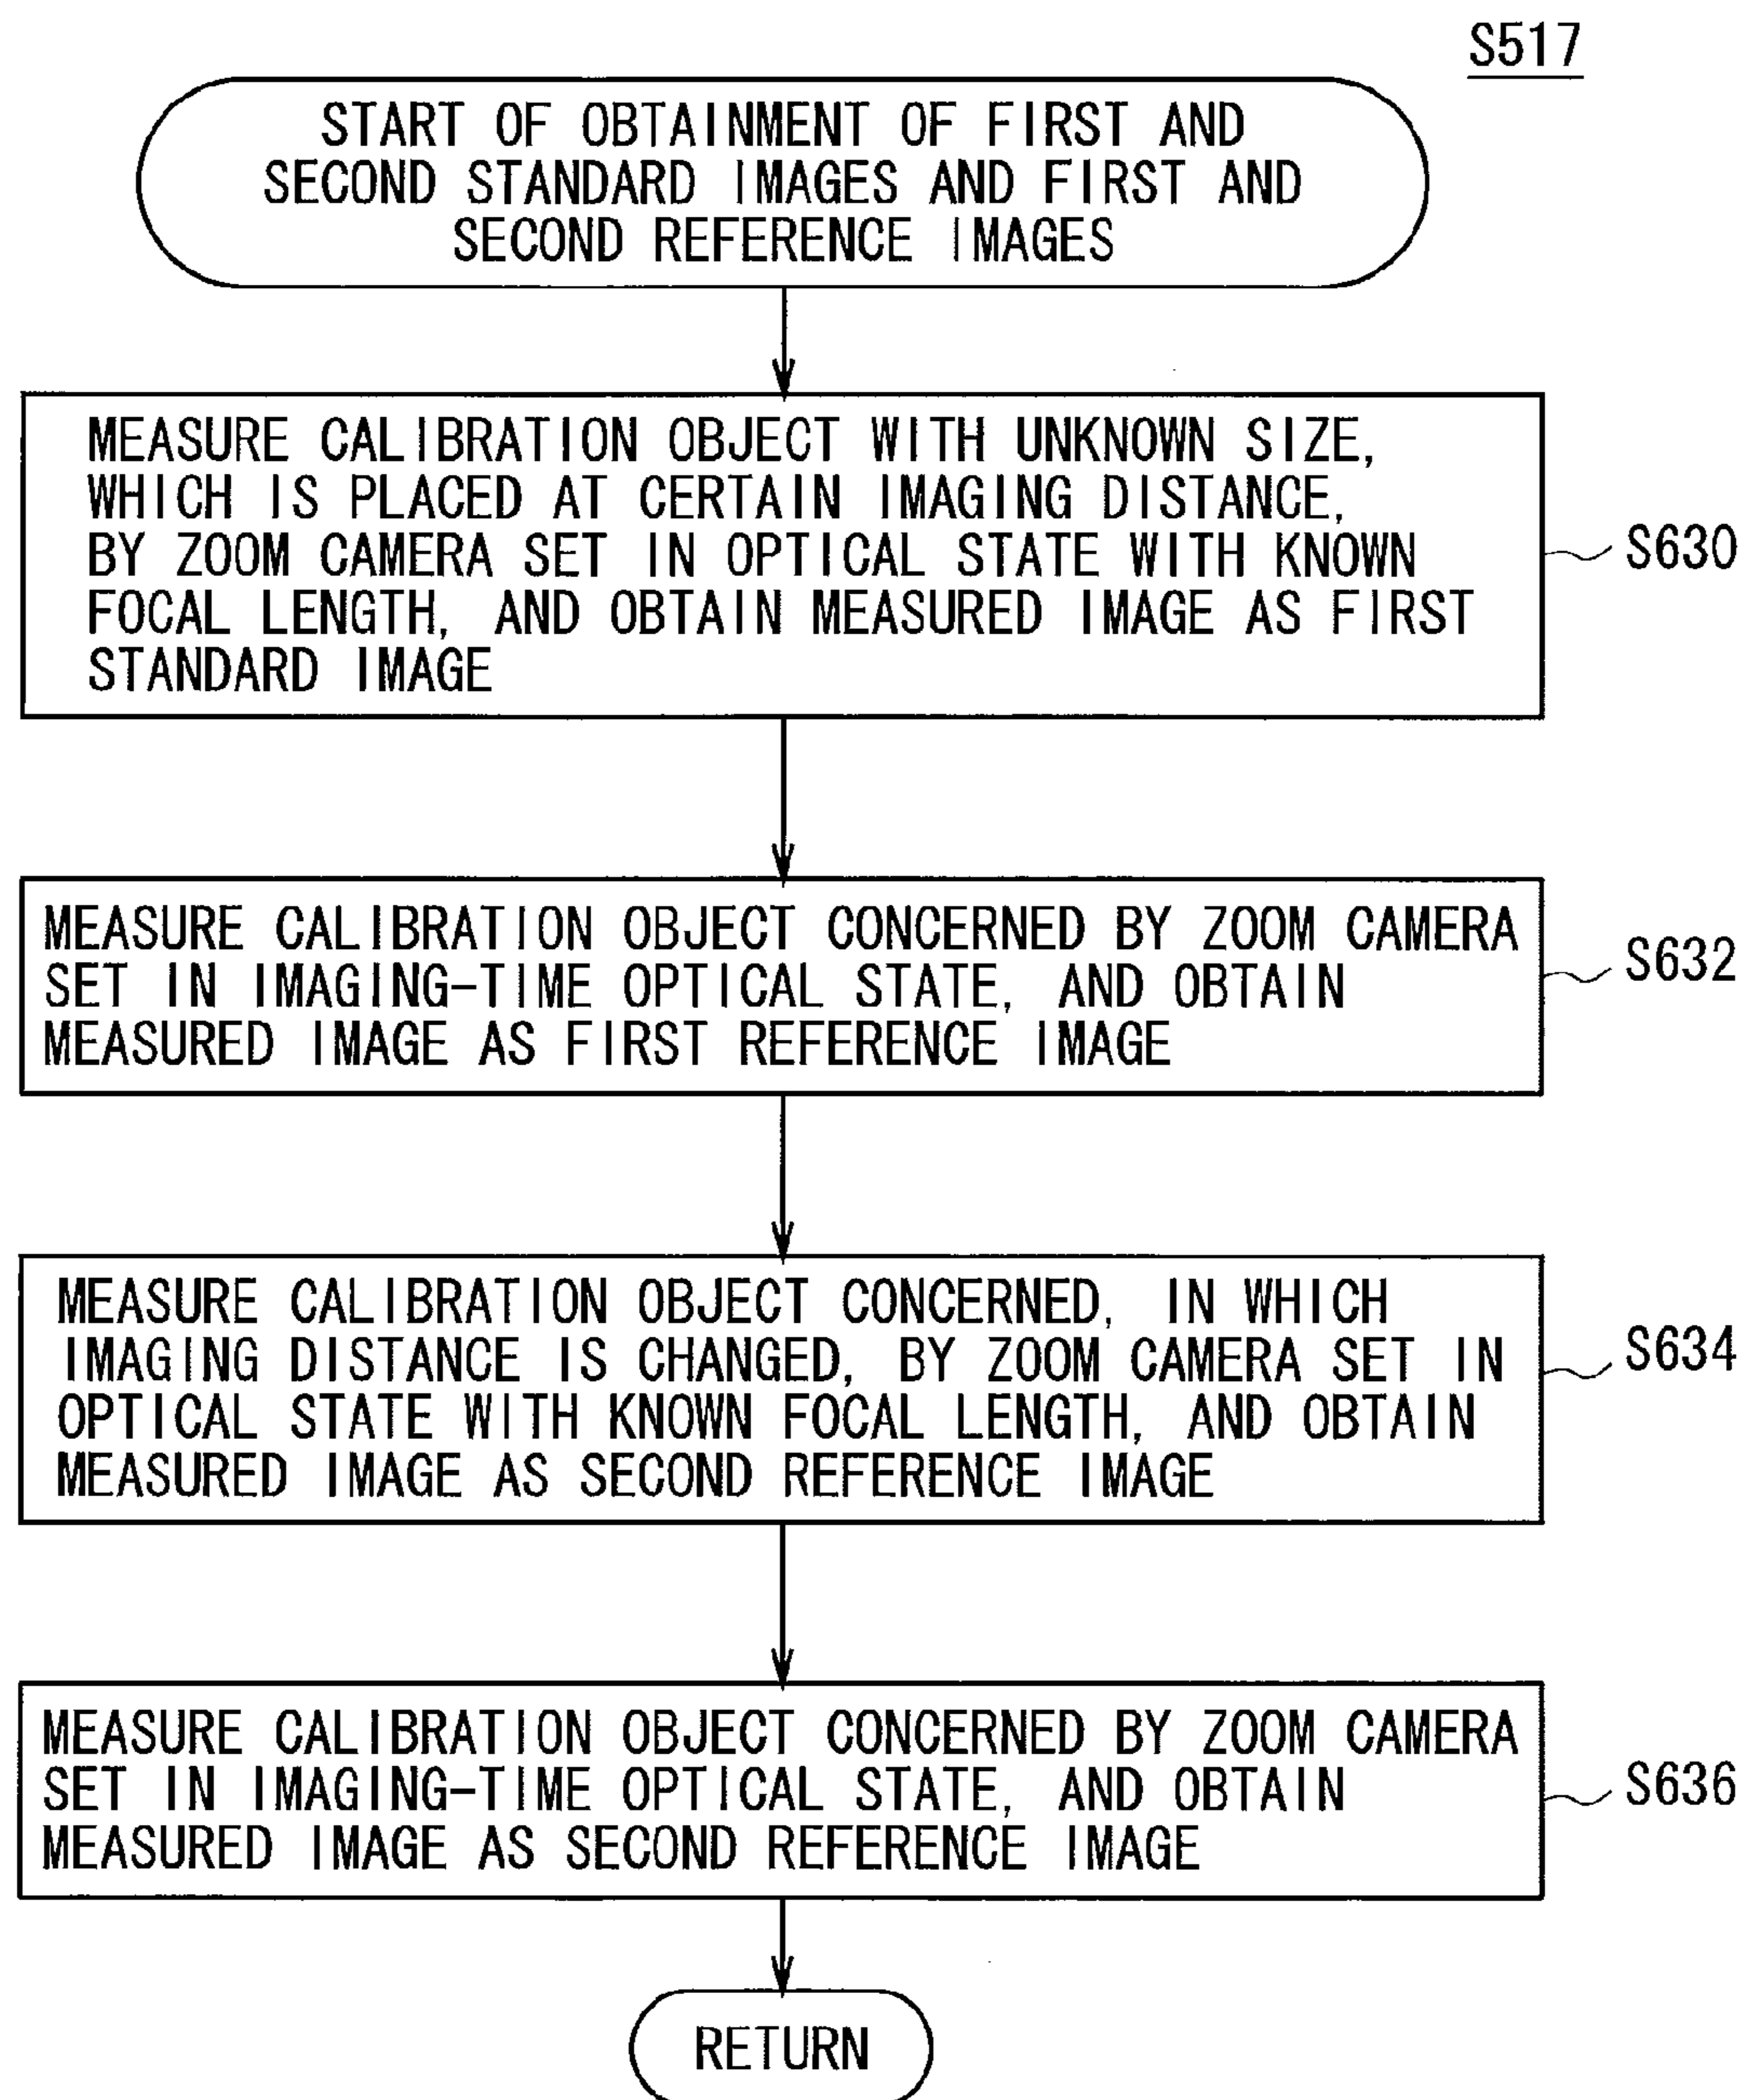 S517
START OF OBTAINMENT OF FIRST AND
SECOND STANDARD IMAGES AND FIRST AND
SECOND REFERENCE IMAGES
MEASURE CALIBRATION OBJECT WITH UNKNOWN SIZE,
WHICH IS PLACED AT CERTAIN IMAGING DISTANCE,
BY ZOOM CAMERA SET IN OPTICAL STATE WITH KNOWN
FOCAL LENGTH, AND OBTAIN MEASURED IMAGE AS FIRST
STANDARD IMAGE
S630
MEASURE CALIBRATION OBJECT CONCERNED BY ZOOM CAMERA
SET IN IMAGING-TIME OPTICAL STATE, AND OBTAIN
MEASURED IMAGE AS FIRST REFERENCE IMAGE
S632
MEASURE CALIBRATION OBJECT CONCERNED, IN WHICH
IMAGING DISTANCE IS CHANGED, BY ZOOM CAMERA SET IN
OPTICAL STATE WITH KNOWN FOCAL LENGTH, AND OBTAIN
MEASURED IMAGE AS SECOND REFERENCE IMAGE
S634
MEASURE CALIBRATION OBJECT CONCERNED BY ZOOM CAMERA
SET IN IMAGING-TIME OPTICAL STATE, AND OBTAIN
MEASURED IMAGE AS SECOND REFERENCE IMAGE
S636
RETURN